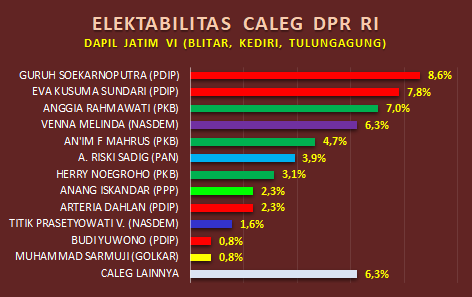 ELEKTABILITAS CALEG DPR RI
DAPIL JATIM VI (BLITAR, KEDIRI, TULUNGAGUNG)
GURUH SOEKARNOPUTRA (PDIP) 8,6%
EVA KUSUMA SUNDARI (PDIP) 7,8%
ANGGIA RAHMAWATI (PKB) 7,0%
VENNA MELINDA (NASDEM) 6,3%
AN'IM F MAHRUS (PKB) 4,7%
A. RISKI SADIG (PAN) 3,9%
HERRY NOEGROHO (PKB) 3,1%
ANANG ISKANDAR (PPP) 2,3%
ARTERIA DAHLAN (PDIP) 2,3%
TITIK PRASETYOWATI V. (NASDEM) 1,6%
BUDI YUWONO (PDIP) 0,8%
MUHAMMAD SARMUJI (GOLKAR) 0,8%
CALEG LAINNYA 6,3%